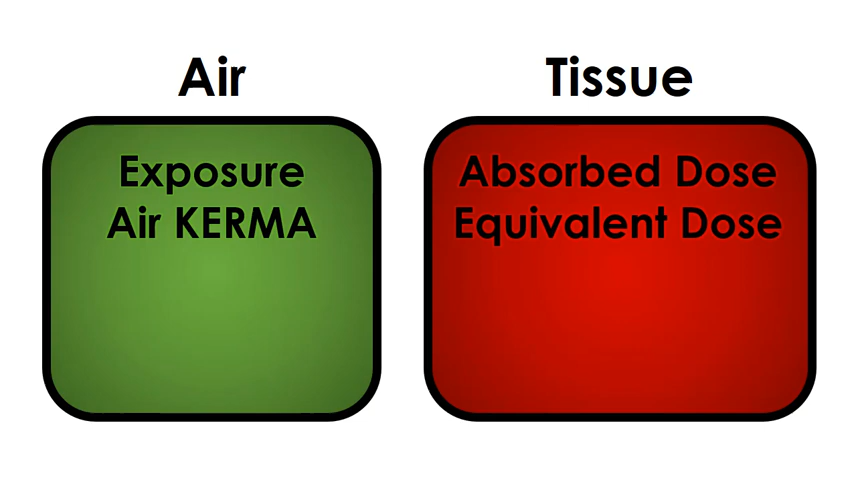 Air
Exposure
Air KERMA
Tissue
Absorbed Dose
Equivalent Dose